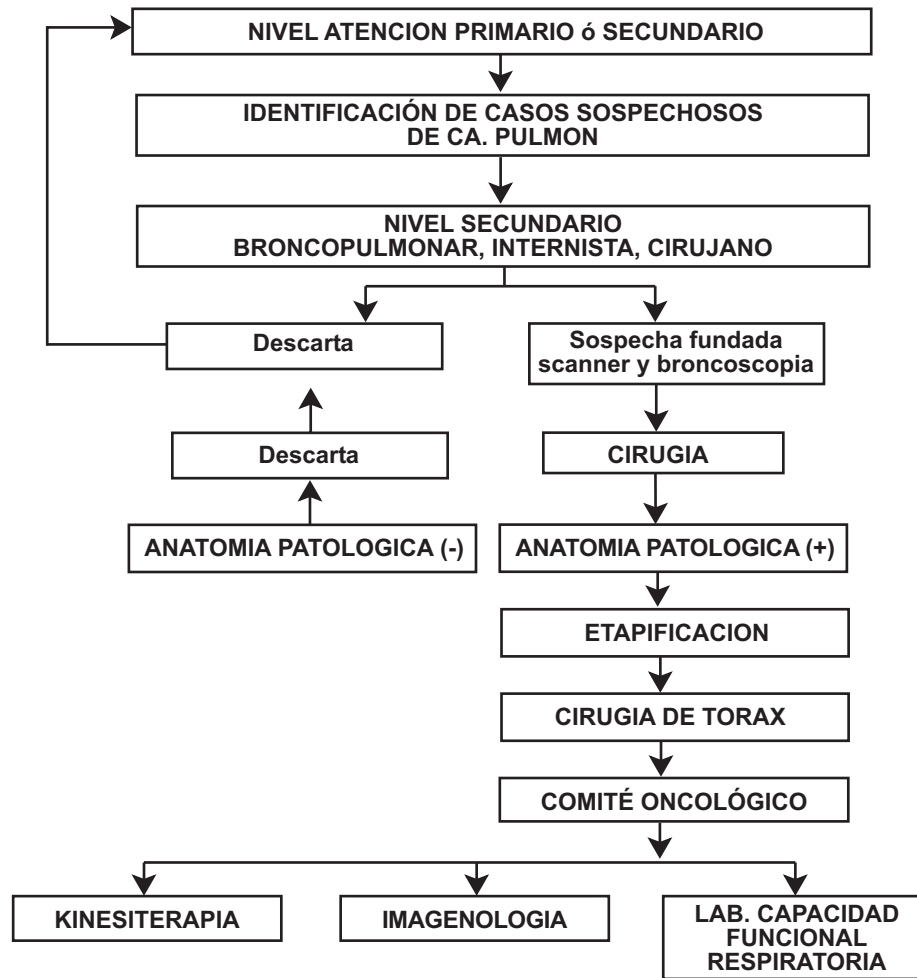 NIVEL ATENCION PRIMARIO ó SECUNDARIO
IDENTIFICACIÓN DE CASOS SOSPECHOSOS
DE CA. PULMON
NIVEL SECUNDARIO
BRONCOPULMONAR, INTERNISTA, CIRUJANO
Descarta
Sospecha fundada
scanner y broncoscopia
Descarta
CIRUGIA
ANATOMIA PATOLOGICA (-)
ANATOMIA PATOLOGICA (+)
ETAPIFICACION
CIRUGIA DE TORAX
COMITÉ ONCOLÓGICO
KINESITERAPIA
IMAGENOLOGIA
LAB. CAPACIDAD
FUNCIONAL
RESPIRATORIA